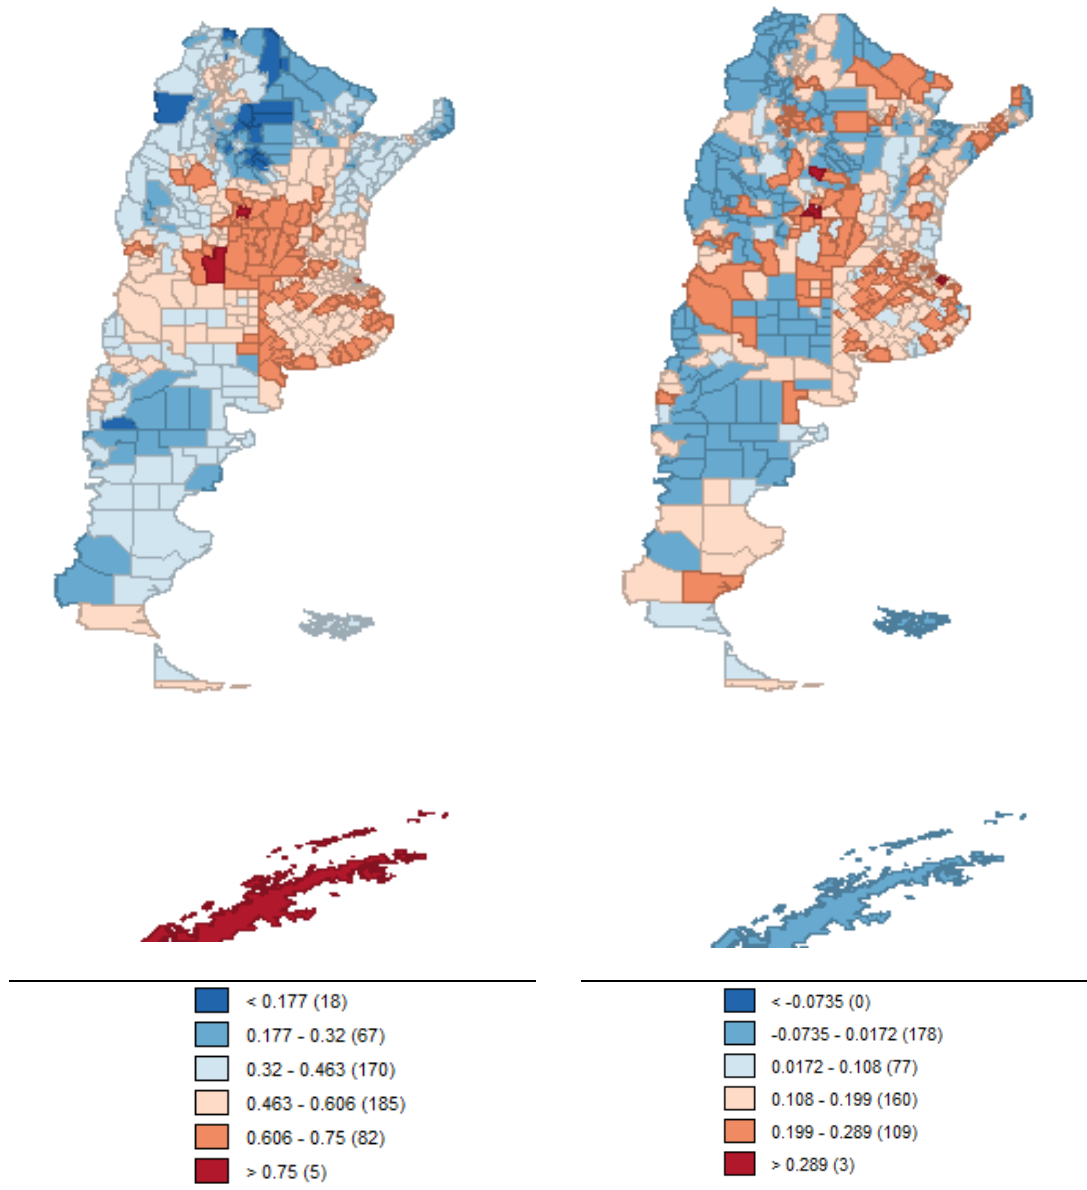 < 0.177 (18)
0.177 - 0.32 (67)
0.32 - 0.463 (170)
0.463 - 0.606 (185)
0.606 - 0.75 (82)
> 0.75 (5)
< -0.0735 (0)
-0.0735 - 0.0172 (178)
0.0172 - 0.108 (77)
0.108 - 0.199 (160)
0.199 - 0.289 (109)
> 0.289 (3)